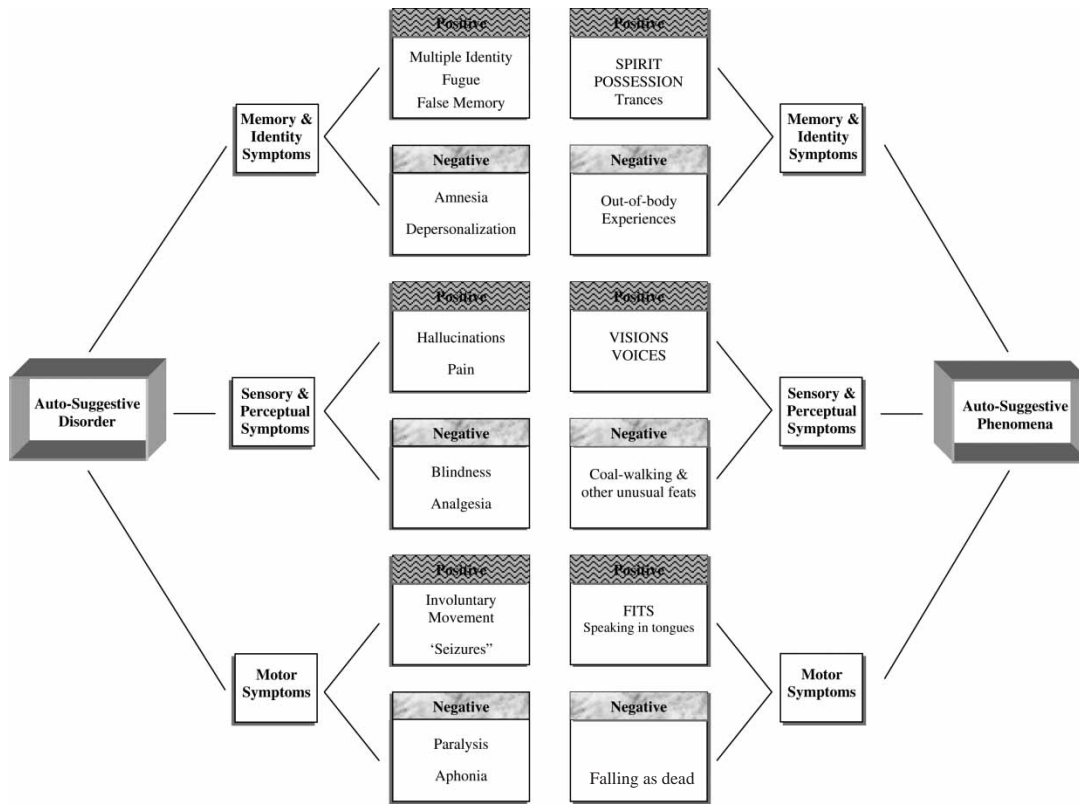 Positive
Multiple Identity
Fugue
False Memory
Positive
SPIRIT
POSSESSION
Trances
Memory &
Identity
Symptoms
Memory &
Identity
Symptoms
Negative
Amnesia
Depersonalization
Negative
Out-of-body
Experiences
Positive
Hallucinations
Pain
Positive
VISIONS
VOICES
Auto-Suggestive
Disorder
Sensory &
Perceptual
Symptoms
Sensory &
Perceptual
Symptoms
Auto-Suggestive
Phenomena
Negative
Blindness
Analgesia
Negative
Coal-walking &
other unusual feats
Positive
Involuntary
Movement
‘Seizures”
Positive
FITS
Speaking in tongues
Motor
Symptoms
Motor
Symptoms
Negative
Paralysis
Aphonia
Negative
Falling as dead